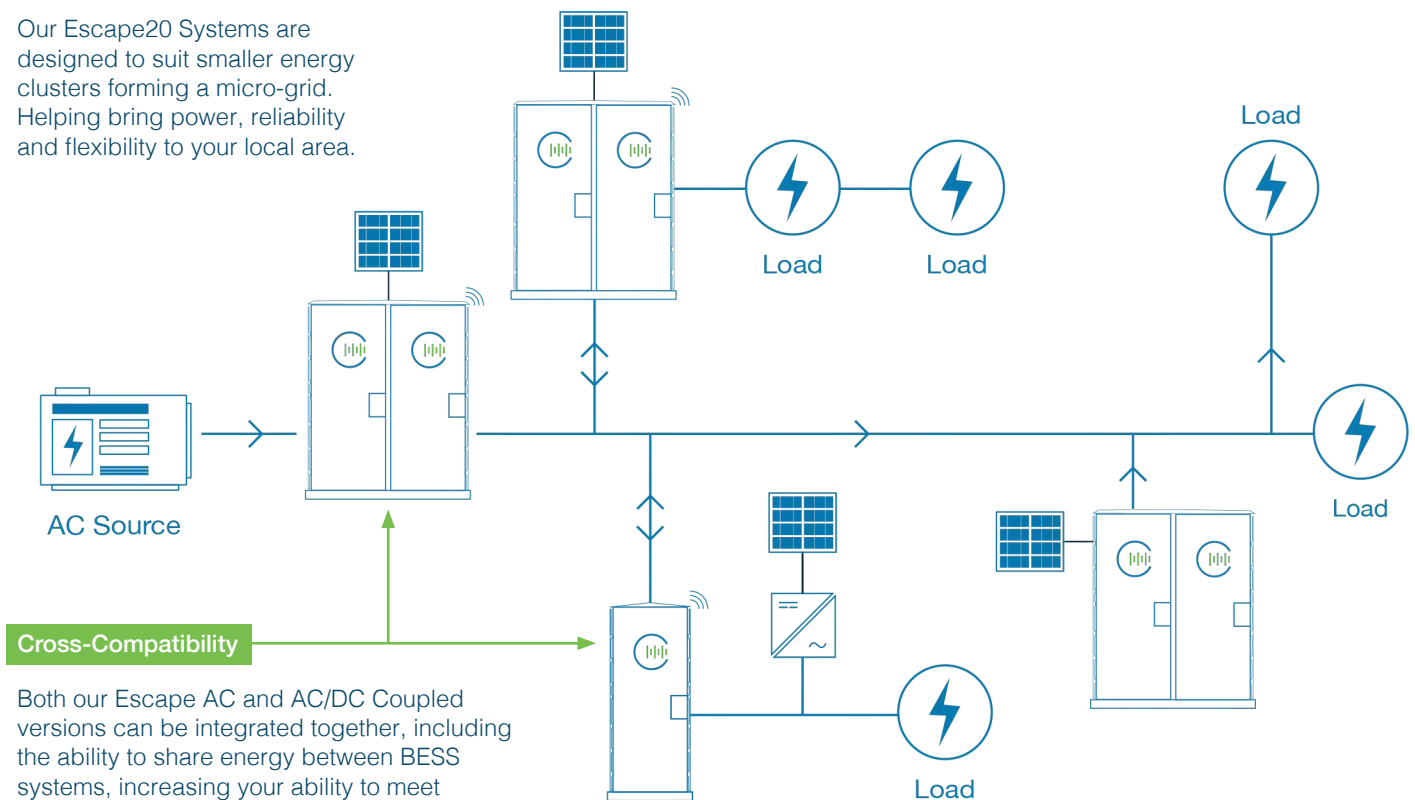 Our Escape20 Systems are
designed to suit smaller energy
clusters forming a micro-grid.
Helping bring power, reliability
and flexibility to your local area.
Load
Load
Load
AC Source
Load
Cross-Compatibility
Both our Escape AC and AC/DC Coupled
versions can be integrated together, including
the ability to share energy between BESS
systems, increasing your ability to meet
Load